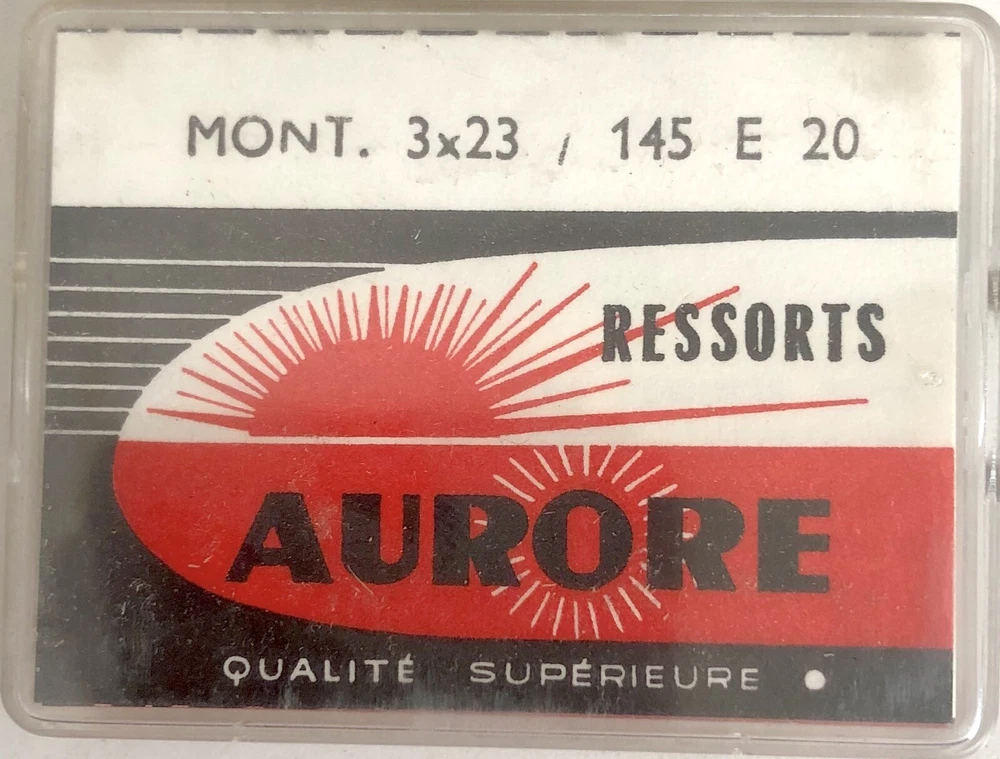 MONT. 3x23 / 145 E 20
RESSORTS
AURORE
QUALITÉ SUPÉRIEURE